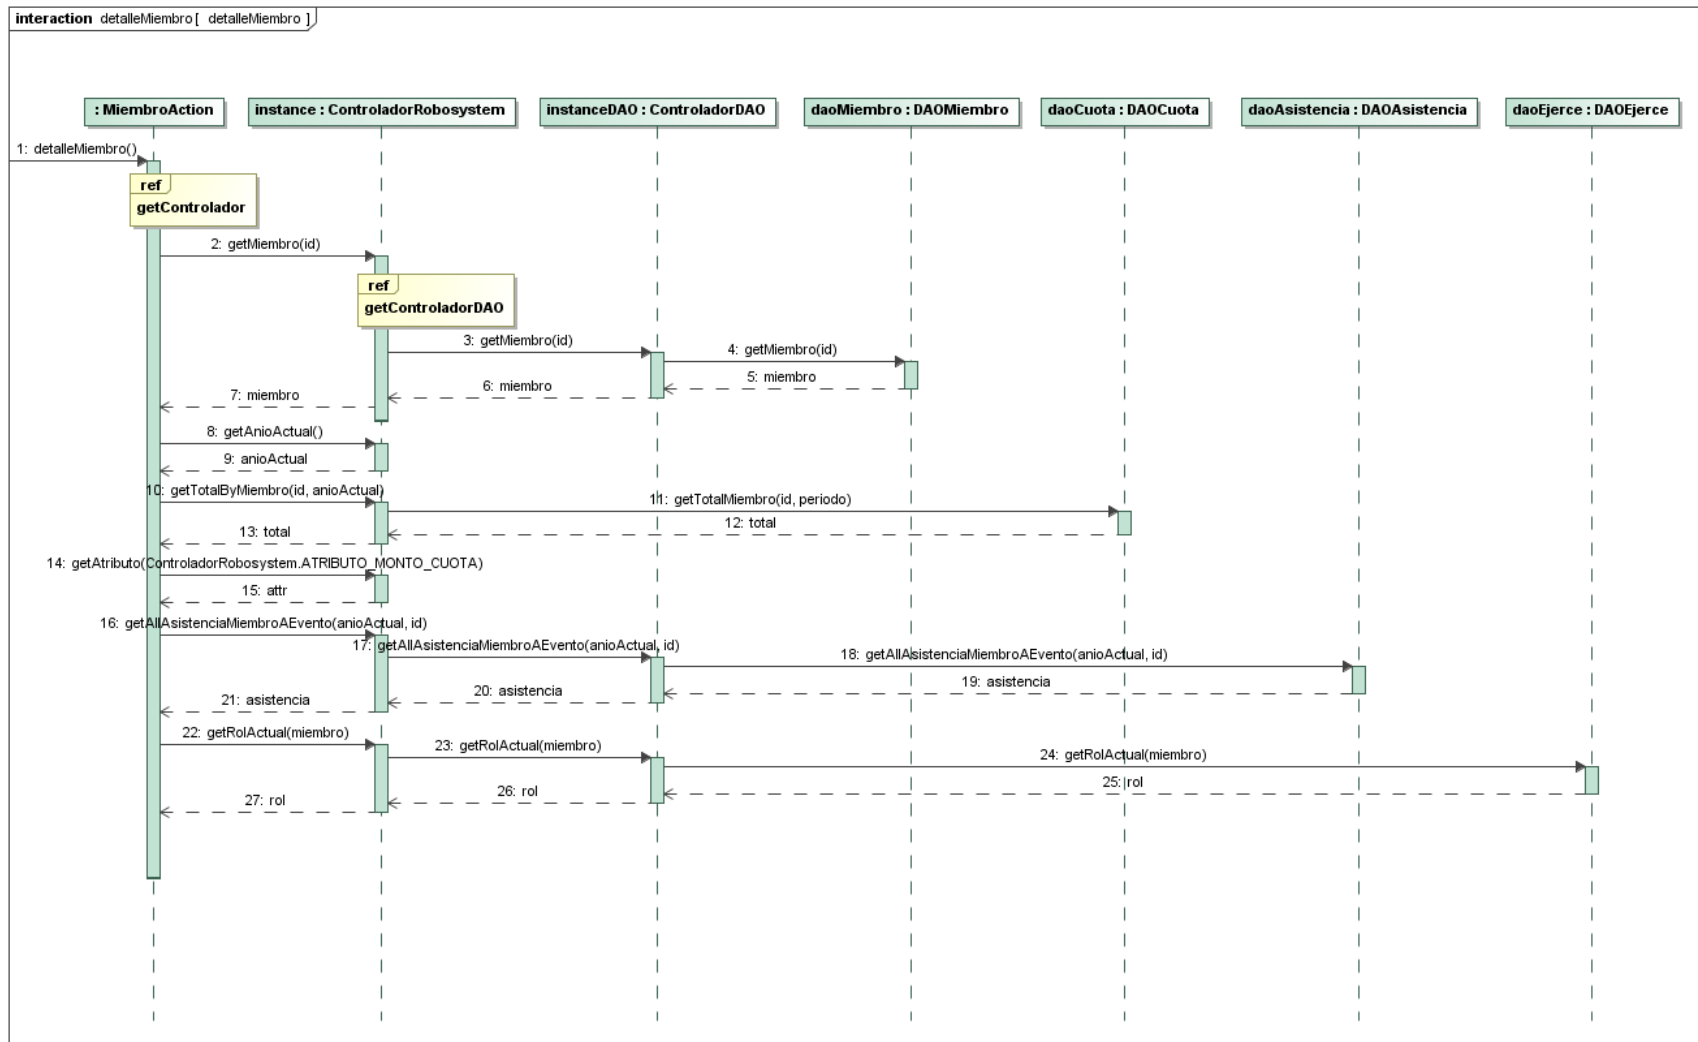 interaction detalleMiembro[ detalleMiembro ]
: MiembroAction
instance : ControladorRobosystem
instanceDAO : ControladorDAO
daoMiembro : DAOMiembro
daoCuota : DAOCuota
daoAsistencia : DAOAsistencia
daoEjerce : DAOEjerce
1: detalleMiembro()
ref
getControlador
2: getMiembro(id)
ref
getControladorDAO
3: getMiembro(id)
4: getMiembro(id)
5: miembro
6: miembro
7: miembro
8: getAnioActual()
9: anioActual
10: getTotalByMiembro(id, anioActual)
11: getTotalMiembro(id, periodo)
12: total
13: total
14: getAtributo(ControladorRobosystem.ATRIBUTO_MONTO_CUOTA)
15: attr
16: getAllAsistenciaMiembroAEvento(anioActual, id)
17: getAllAsistenciaMiembroAEvento(anioActual, id)
18: getAllAsistenciaMiembroAEvento(anioActual, id)
19: asistencia
20: asistencia
21: asistencia
22: getRolActual(miembro)
23: getRolActual(miembro)
24: getRolActual(miembro)
25: rol
26: rol
27: rol